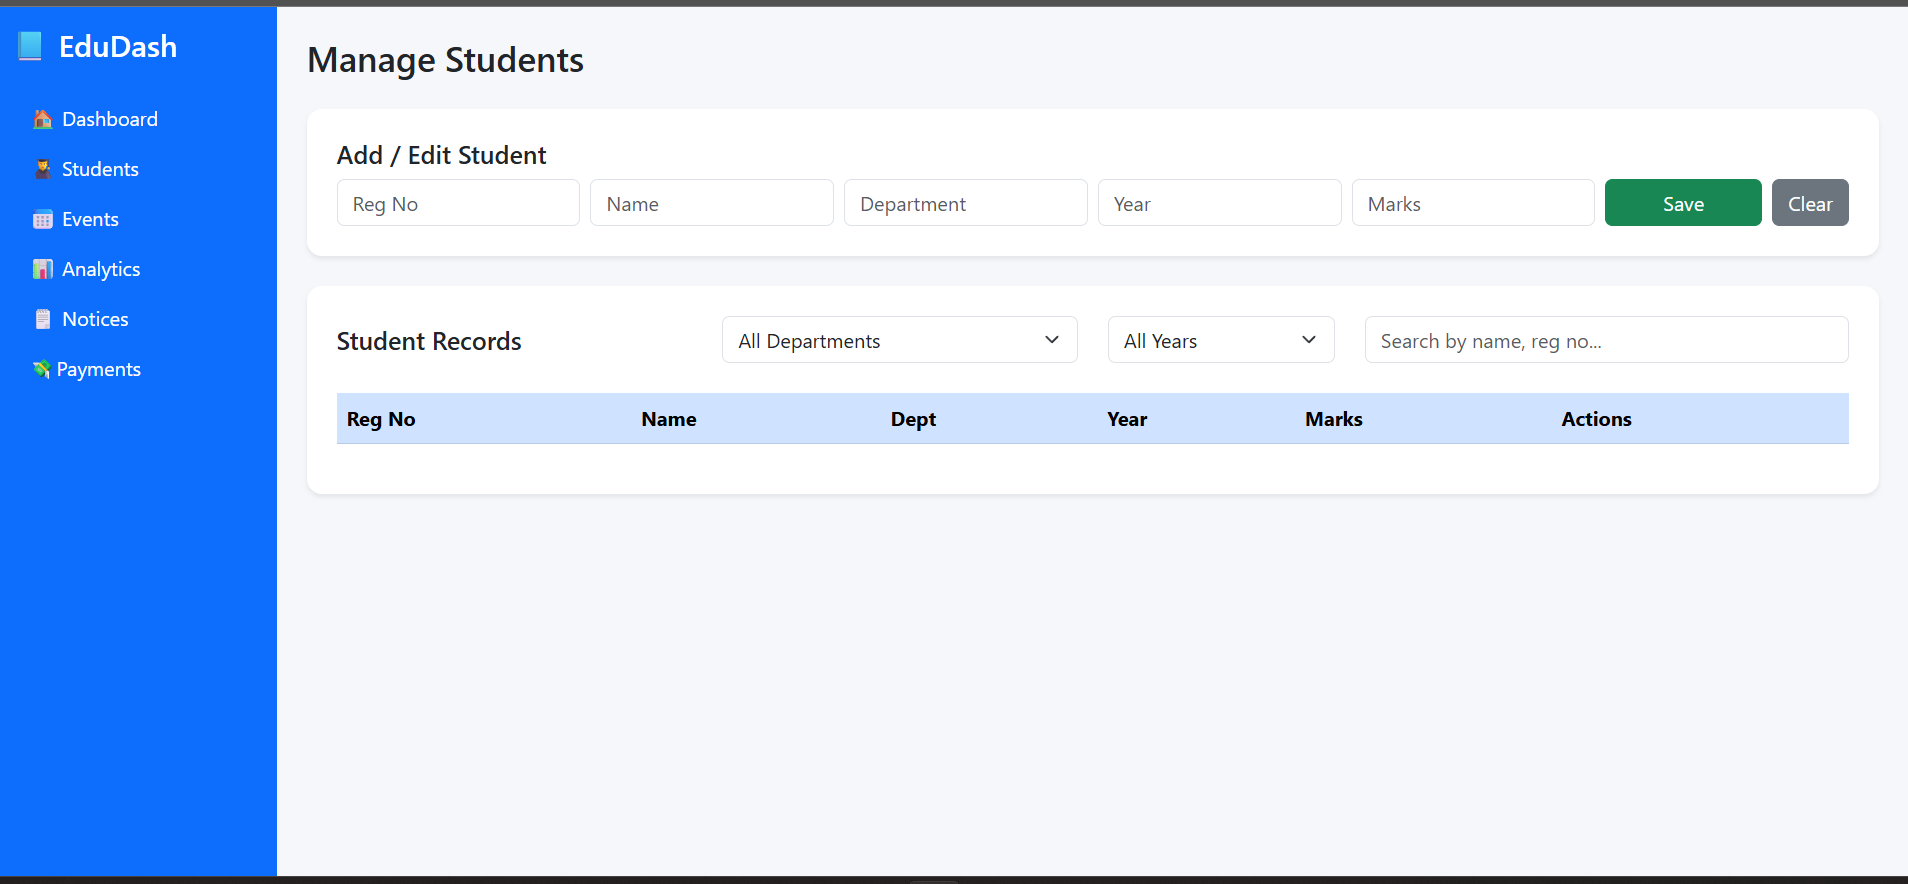 EduDash
Dashboard
Students
Events
Analytics
Notices
Payments
Manage Students
Add / Edit Student
Reg No Name Department Year Marks Save Clear
Student Records All Departments All Years Search by name, reg no...
Reg No Name Dept Year Marks Actions